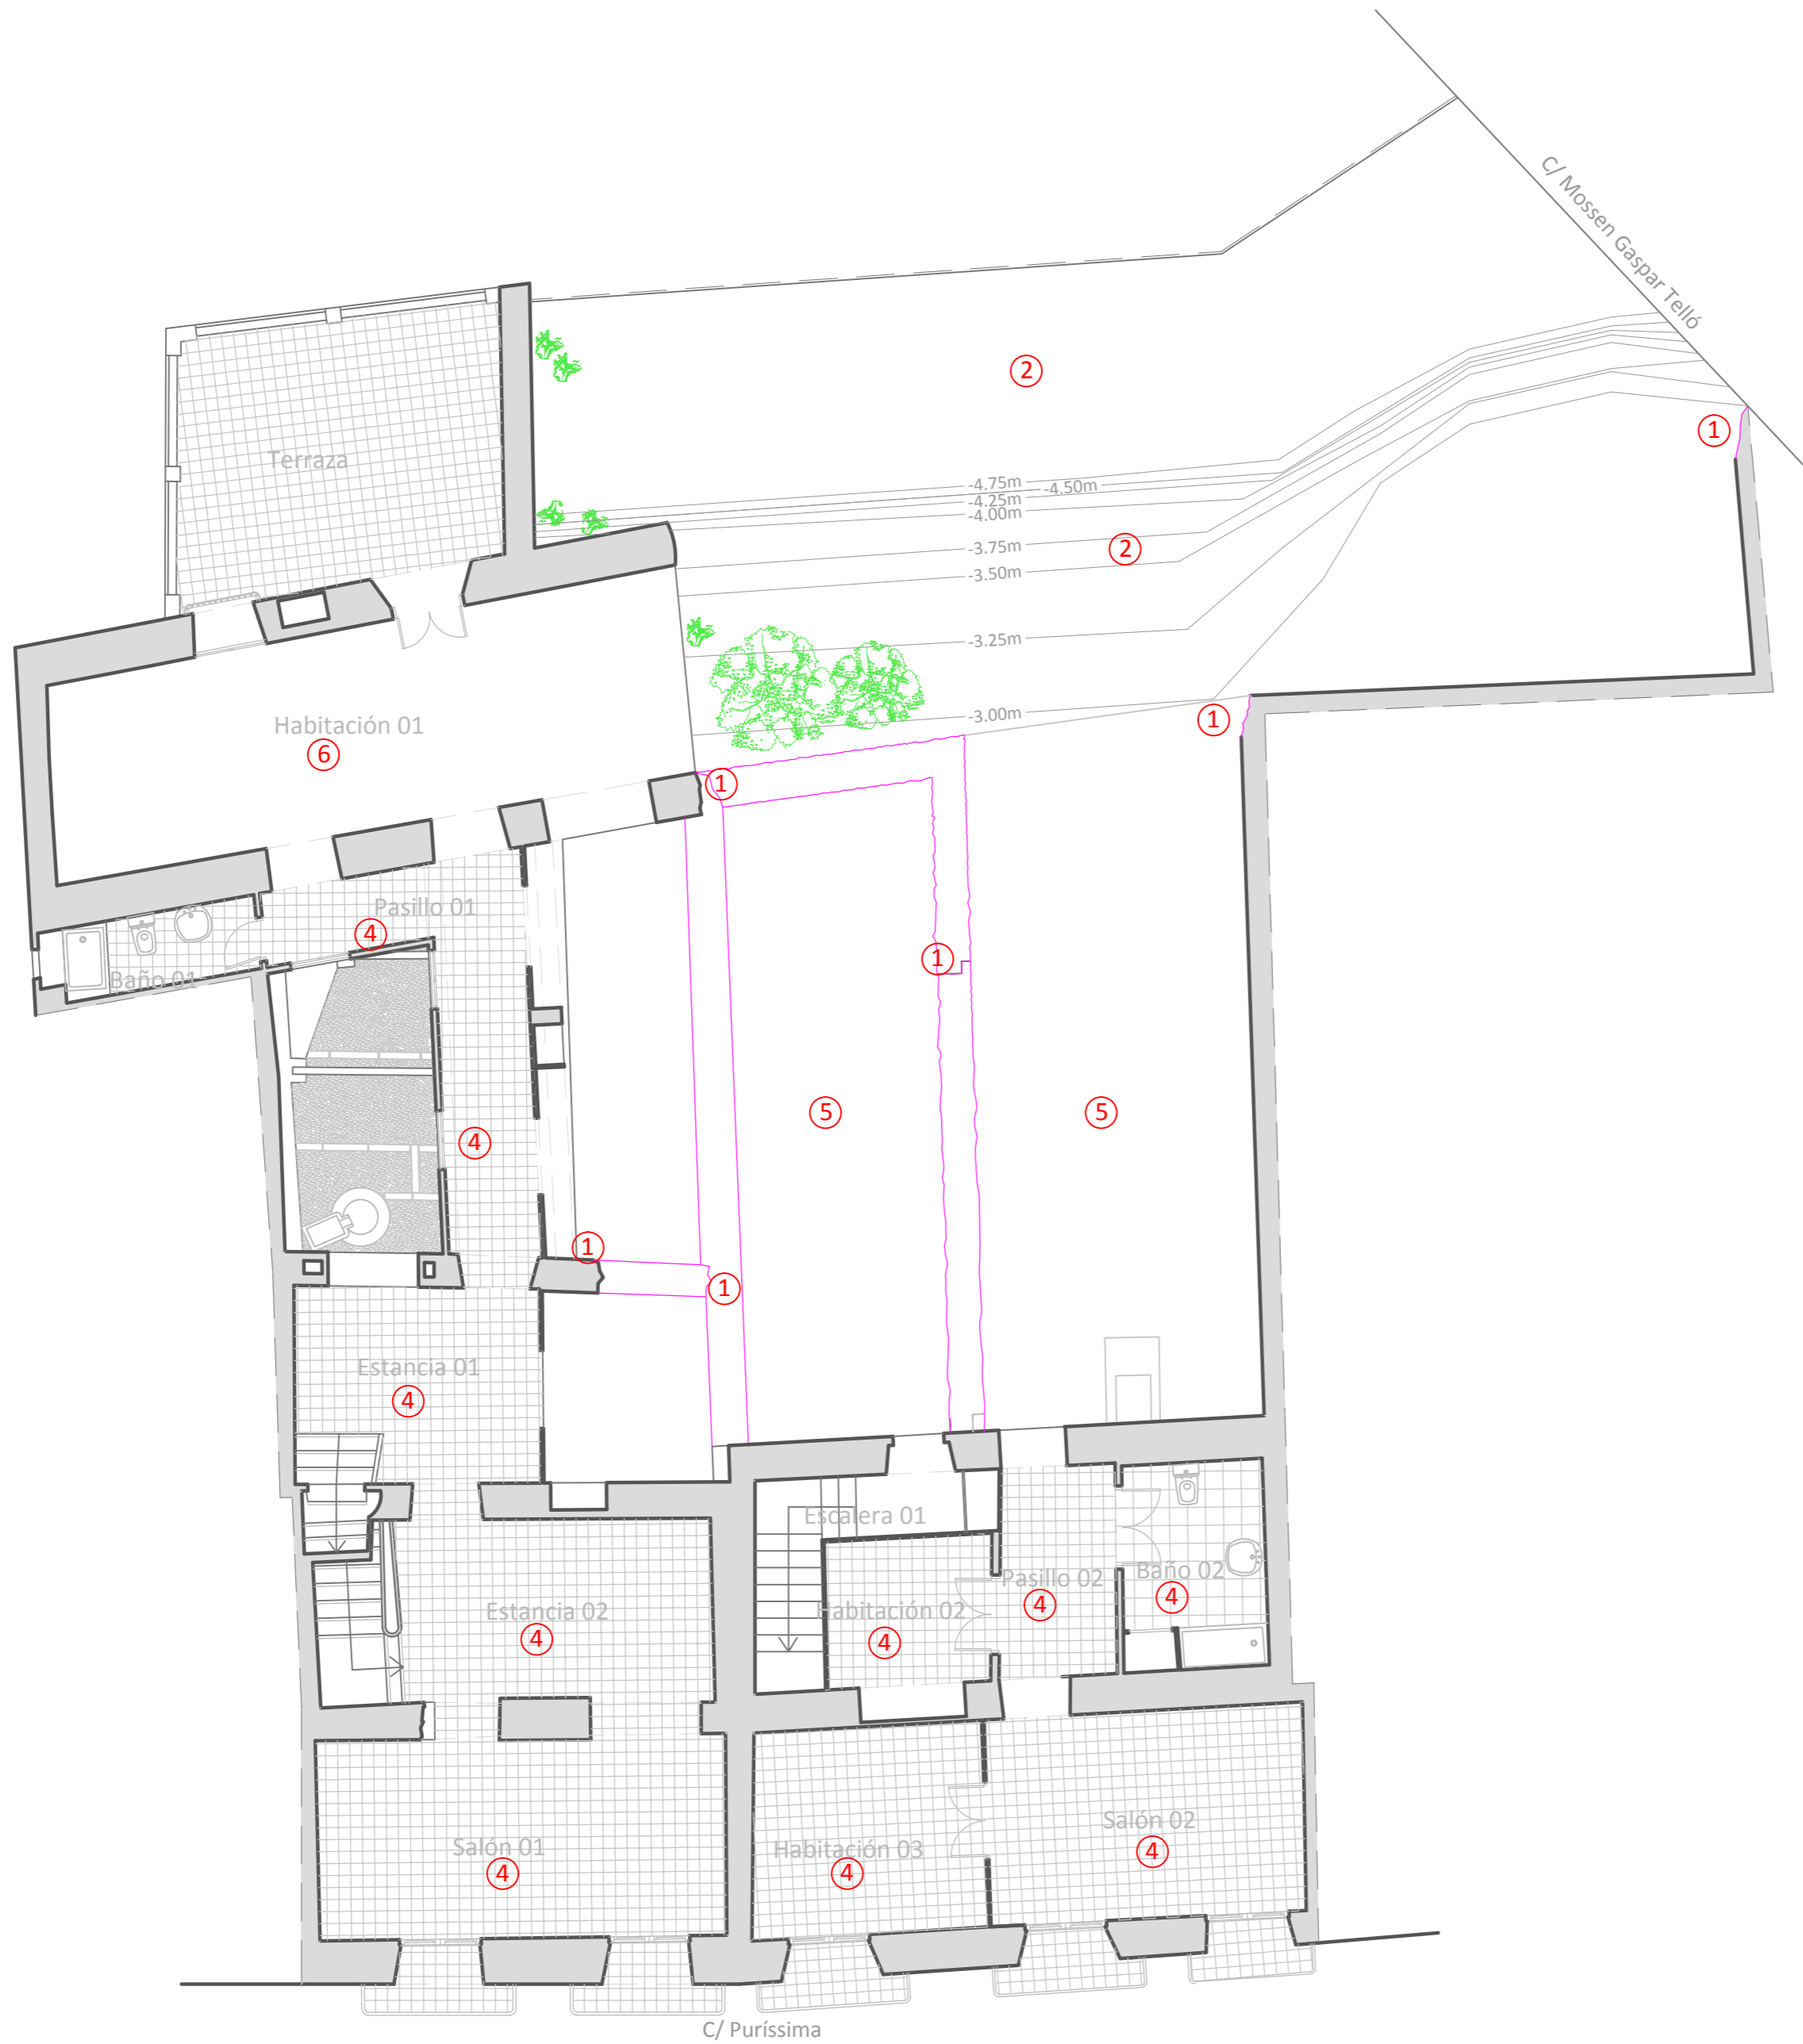 C/ Mossen Gaspar Telló
2
1
Terraza
-4.75m
-4.50m
-4.25m
-4.00m
-3.75m
2
-3.50m
-3.25m
-3.00m
1
Habitación 01
6
1
Pasillo 01
4
1
Baño 01
5
5
4
1
1
Estancia 01
4
Escalera 01
Pasillo 02
4
Baño 02
4
Estancia 02
4
Habitación 02
4
Salón 01
4
Habitación 03
4
Salón 02
4
C/ Puríssima